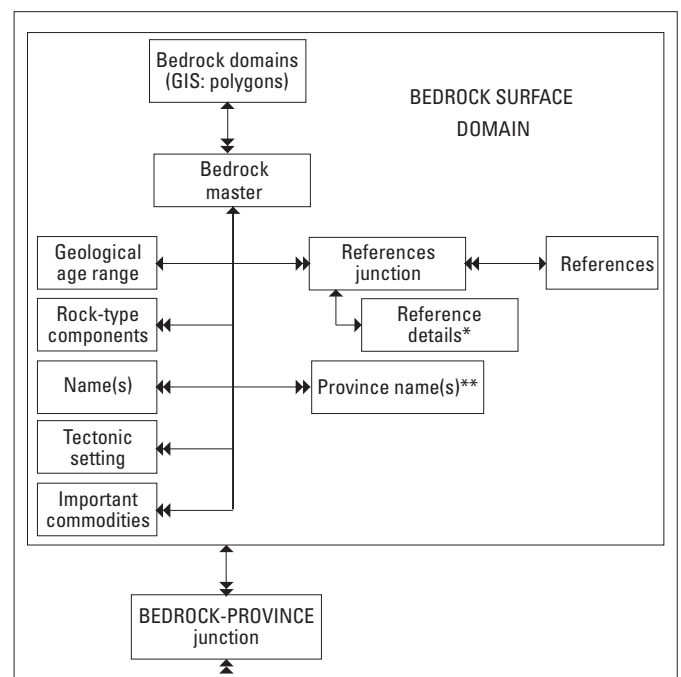 Bedrock domains
(GIS: polygons)
BEDROCK SURFACE
DOMAIN
Bedrock
master
Geological
age range
References
junction
References
Rock-type
components
Reference
details*
Name(s)
Province name(s)**
Tectonic
setting
Important
commodities
BEDROCK-PROVINCE
junction